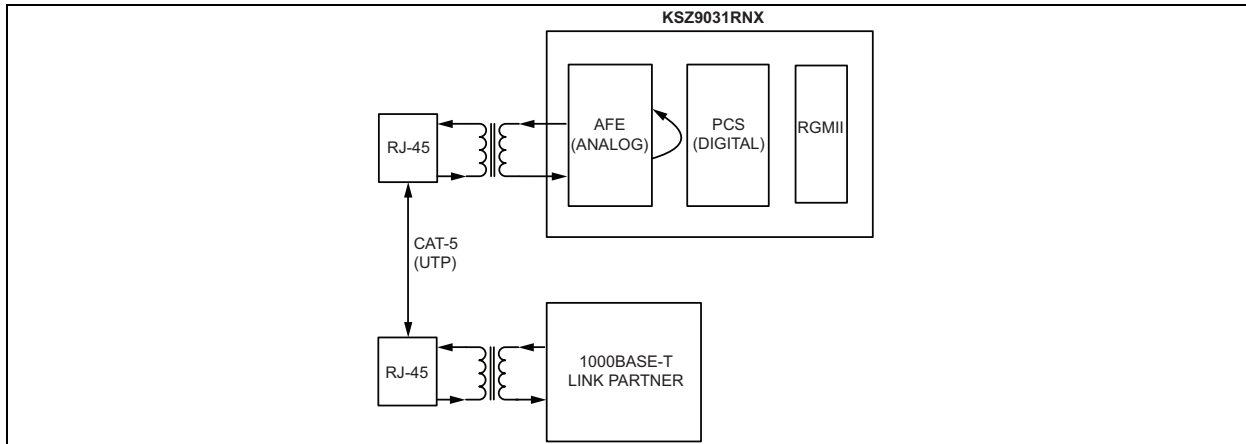 KSZ9031RNX
RJ-45
AFE
(ANALOG)
PCS
(DIGITAL)
RGMII
CAT-5
(UTP)
RJ-45
1000BASE-T
LINK PARTNER